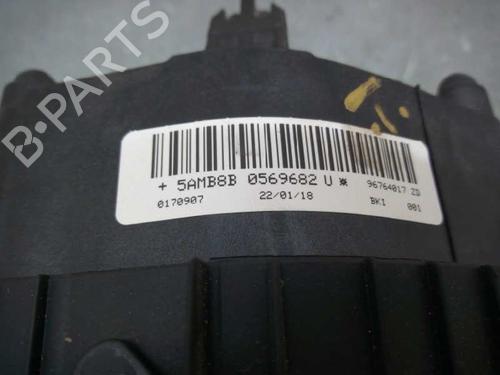 B-PARTS
+ 5AMB8B 0569682 U ※ 96764017 ZD
0170907 22/01/18 BKI 001